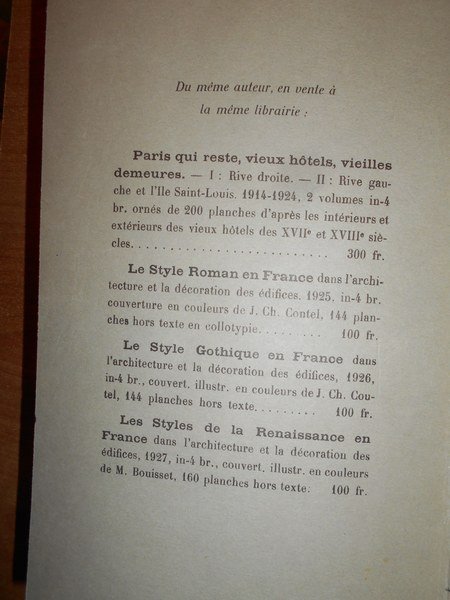 Du même auteur, en vente à
la même librairie :
Paris qui reste, vieux hôtels, vieilles
demeures. — I : Rive droite. — II : Rive gau-
che et l'Ile Saint-Louis. 1914-1924, 2 volumes in-4
br. ornés de 200 planches d'après les intérieurs et
extérieurs des vieux hôtels des XVIIe et XVIIIe siè-
cles. . . . . . . . . . . . . . . . . . . . . . . . . 300 fr.
Le Style Roman en France dans l'archi-
tecture et la décoration des édifices. 1925, in-4 br.
couverture en couleurs de J. Ch. Contel, 144 plan-
ches hors texte en collotypie. . . . . . . . . 100 fr.
Le Style Gothique en France dans
l'architecture et la décoration des édifices, 1926,
in-4 br., couvert. illustr. en couleurs de J. Ch. Con-
tel, 144 planches hors texte. . . . . . . . 100 fr.
Les Styles de la Renaissance en
France dans l'architecture et la décoration des
édifices, 1927, in-4 br., couvert. illustr. en couleurs
de M. Bouisset, 160 planches hors texte. 100 fr.